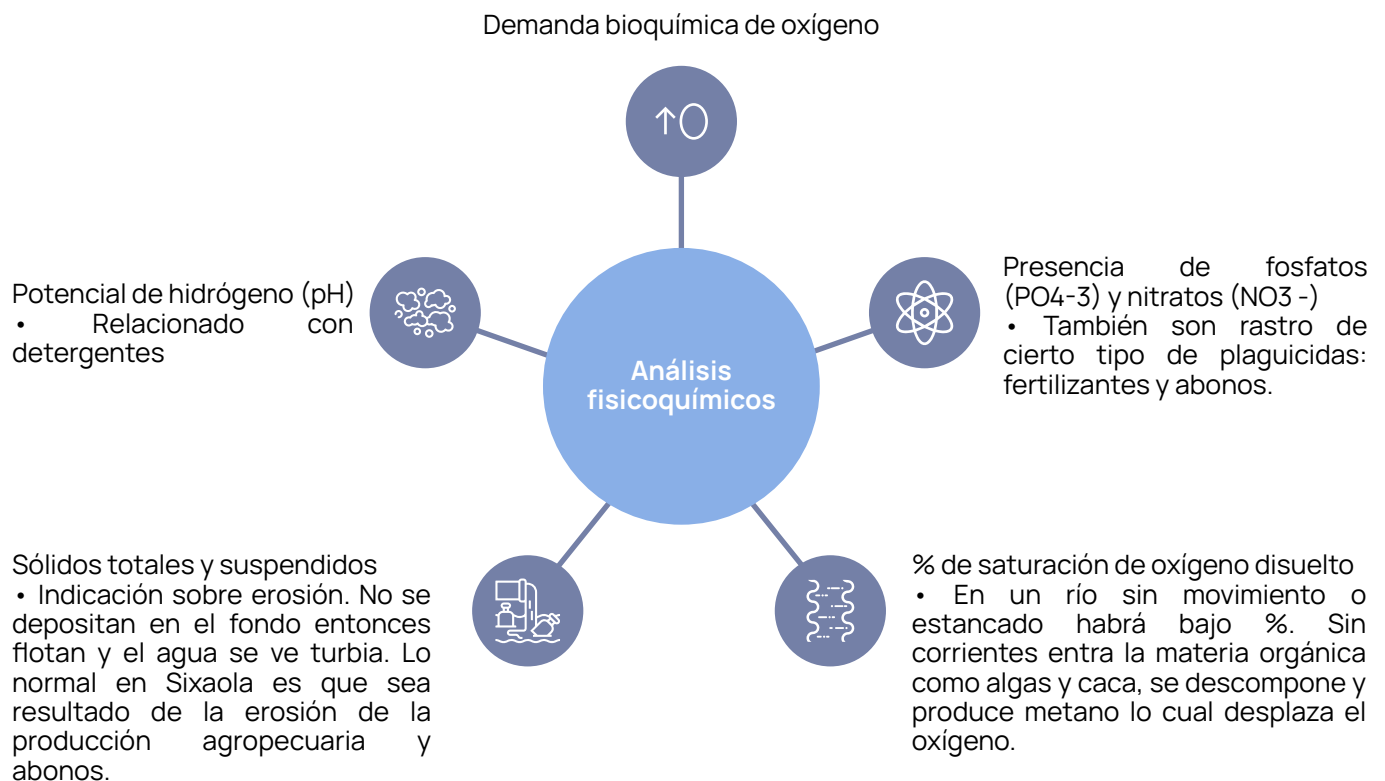 Demanda bioquímica de oxígeno
↑O
Potencial de hidrógeno (pH)
• Relacionado con
detergentes
Presencia de fosfatos
(PO4-3) y nitratos (NO3 -)
• También son rastro de
cierto tipo de plaguicidas:
fertilizantes y abonos.
Análisis
fisicoquímicos
Sólidos totales y suspendidos
• Indicación sobre erosión. No se
depositan en el fondo entonces
flotan y el agua se ve turbia. Lo
normal en Sixaola es que sea
resultado de la erosión de la
producción agropecuaria y
abonos.
% de saturación de oxígeno disuelto
• En un río sin movimiento o
estancado habrá bajo %. Sin
corrientes entra la materia orgánica
como algas y caca, se descompone y
produce metano lo cual desplaza el
oxígeno.